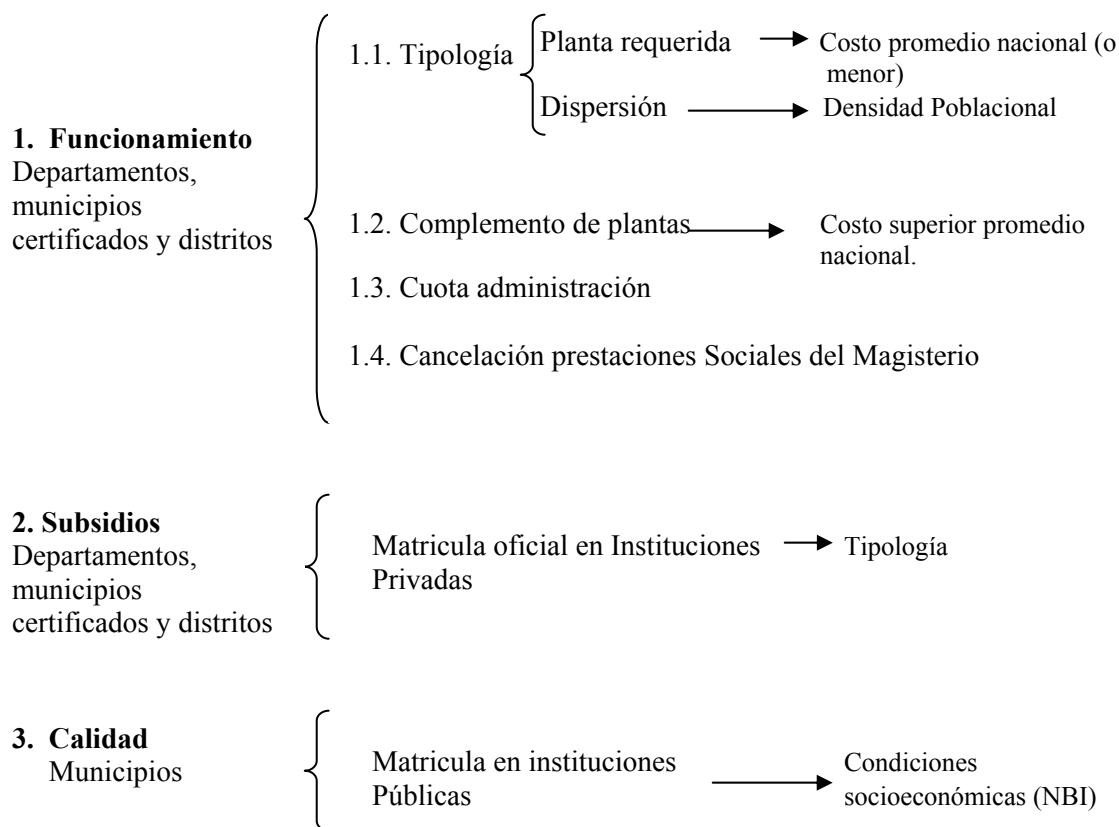 1. Funcionamiento
Departamentos,
municipios
certificados y distritos
1.1. Tipología
Planta requerida
Costo promedio nacional (o
menor)
Dispersión
Densidad Poblacional
1.2. Complemento de plantas
Costo superior promedio
nacional.
1.3. Cuota administración
1.4. Cancelación prestaciones Sociales del Magisterio
2. Subsidios
Departamentos,
municipios
certificados y distritos
Matricula oficial en Instituciones
Privadas
Tipología
3. Calidad
Municipios
Matricula en instituciones
Públicas
Condiciones
socioeconómicas (NBI)